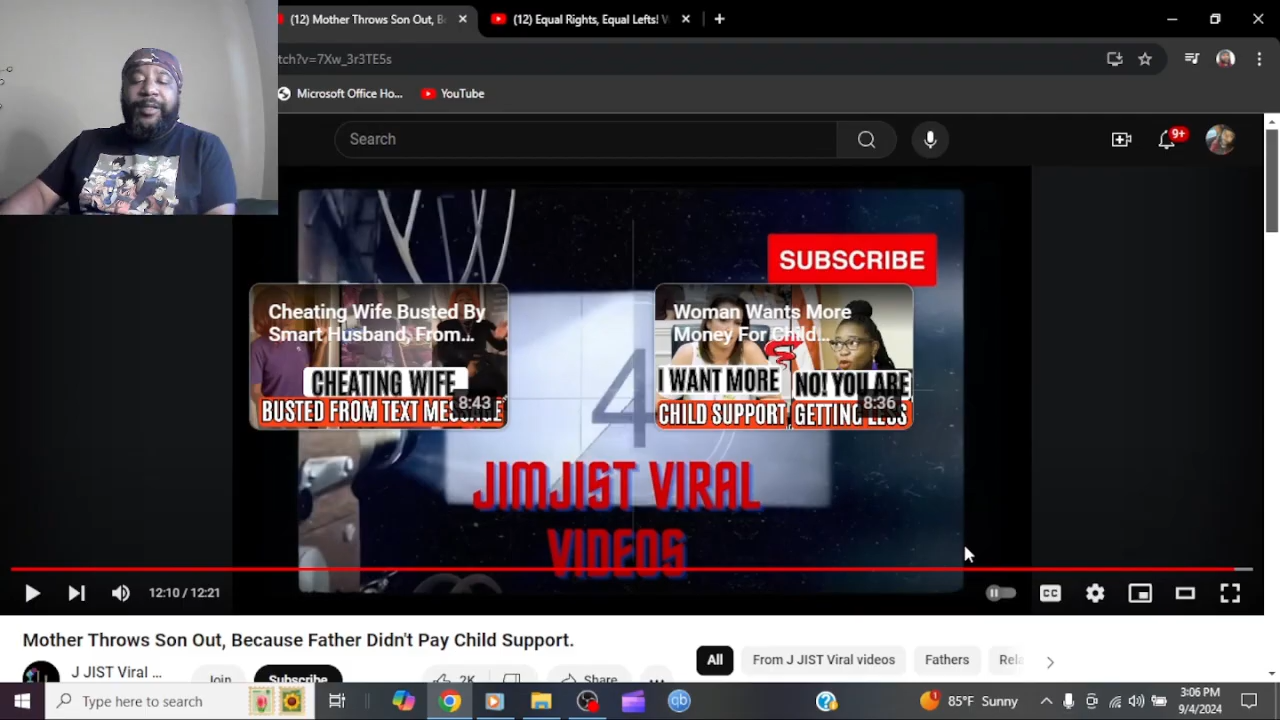 (12) Mother Throws Son Out, B
(12) Equal Rights, Equal Lefts!
tch?v=7Xw_3r3TE5s
Microsoft Office Ho...
YouTube
Search
9+
SUBSCRIBE
Cheating Wife Busted By
Smart Husband, From...
CHEATING WIFE
BUSTED FROM TEXT MESSAGE
8:43
Woman Wants More
Money For Child...
I WANT MORE
CHILD SUPPORT
NO! YOU ARE
GETTING LESS
8:36
4
JIMJIST VIRAL
VIDEOS
12:10 / 12:21
CC
Mother Throws Son Out, Because Father Didn't Pay Child Support.
J JIST Viral ...
Join
Subscribe
2K
Share
All
From J JIST Viral videos
Fathers
Rela
Type here to search
qb
1
85°F Sunny
3:06 PM
9/4/2024